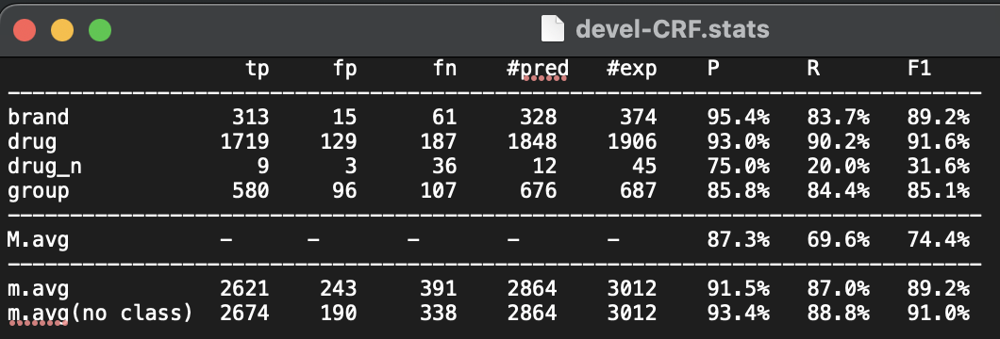 devel-CRF.stats
tp fp fn #pred #exp P R F1
brand 313 15 61 328 374 95.4% 83.7% 89.2%
drug 1719 129 187 1848 1906 93.0% 90.2% 91.6%
drug_n 9 3 36 12 45 75.0% 20.0% 31.6%
group 580 96 107 676 687 85.8% 84.4% 85.1%
M.avg - - - - - 87.3% 69.6% 74.4%
m.avg 2621 243 391 2864 3012 91.5% 87.0% 89.2%
m.avg(no class) 2674 190 338 2864 3012 93.4% 88.8% 91.0%